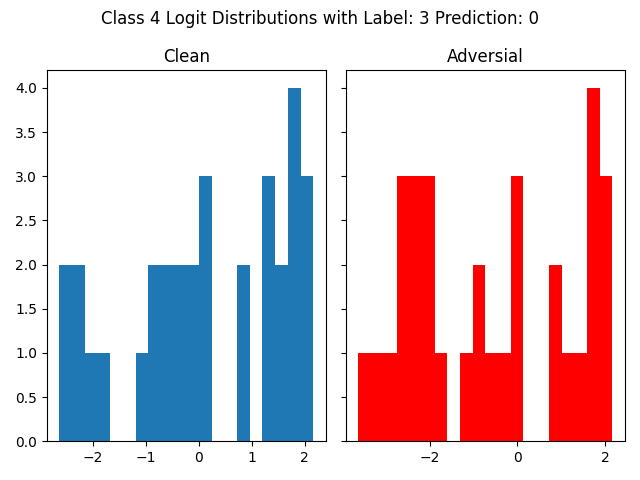 Class 4 Logit Distributions with Label: 3 Prediction: 0
Clean
Adversial
4.0
3.5
3.0
2.5
2.0
1.5
1.0
0.5
0.0
−2 −1 0 1 2
−2 0 2